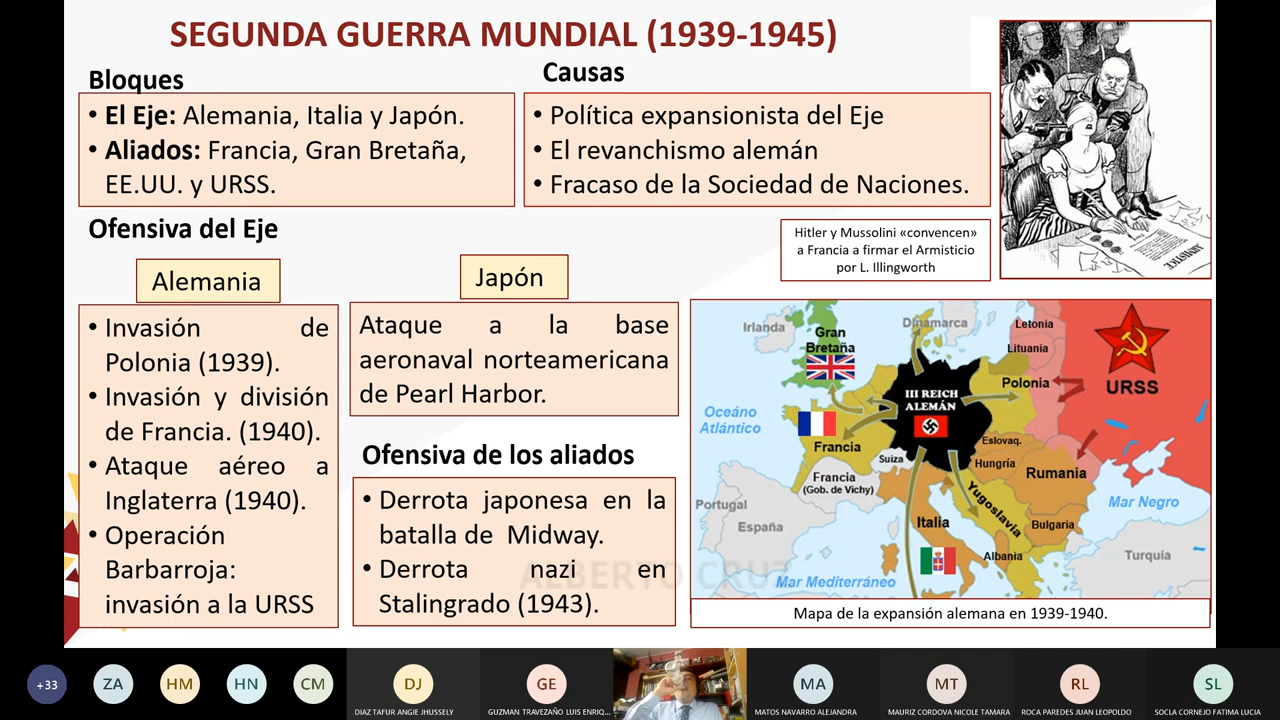 SEGUNDA GUERRA MUNDIAL (1939-1945)
Bloques
• El Eje: Alemania, Italia y Japón.
• Aliados: Francia, Gran Bretaña,
EE.UU. y URSS.
Causas
• Política expansionista del Eje
• El revanchismo alemán
• Fracaso de la Sociedad de Naciones.
Hitler y Mussolini «convencen»
a Francia a firmar el Armisticio
por L. Illingworth
Ofensiva del Eje
Alemania
• Invasión de
Polonia (1939).
• Invasión y división
de Francia. (1940).
• Ataque aéreo a
Inglaterra (1940).
• Operación
Barbarroja:
invasión a la URSS
Japón
Ataque a la base
aeronaval norteamericana
de Pearl Harbor.
Ofensiva de los aliados
• Derrota japonesa en la
batalla de Midway.
• Derrota nazi en
Stalingrado (1943).
ALBERTO CRUZ
Irlanda
Gran
Bretaña
Dinamarca
Letonia
Lituania
Polonia
URSS
III REICH
ALEMÁN
Océano
Atlántico
Francia
Suiza
Eslovaq.
Hungría
Rumania
Francia
(Gob. de Vichy)
Portugal
España
Yugoslavia
Italia
Bulgaria
Albania
Mar Negro
Turquía
Mar Mediterráneo
Mapa de la expansión alemana en 1939-1940.
+33
ZA
HM
HN
CM
DJ
DIAZ TAFUR ANGIE JHUSSELY
GE
GUZMAN TRAVEZAÑO LUIS ENRIQ...
MA
MATOS NAVARRO ALEJANDRA
MT
MAURIZ CORDOVA NICOLE TAMARA
RL
ROCA PAREDES JUAN LEOPOLDO
SL
SOCLA CORNEJO FATIMA LUCIA